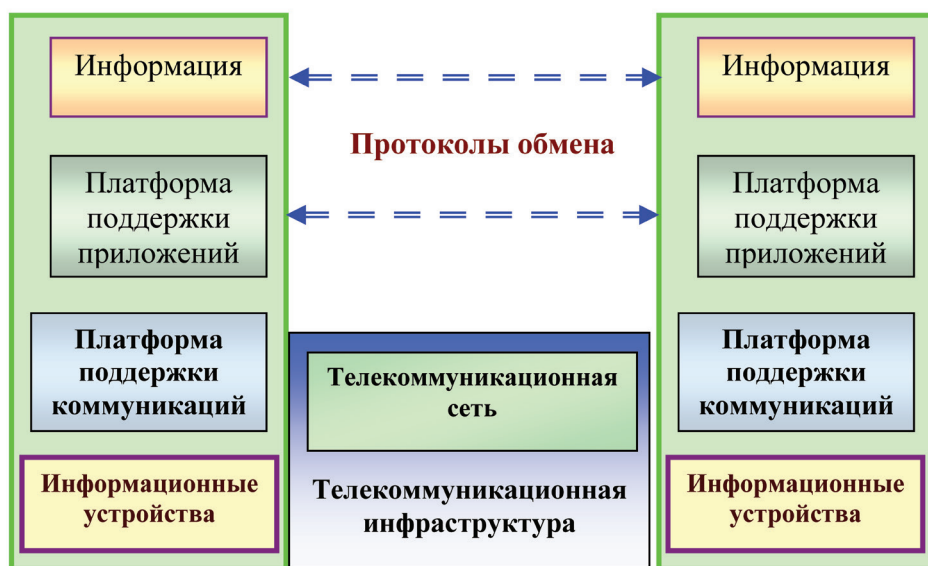 Информация
Платформа
поддержки
приложений
Платформа
поддержки
коммуникаций
Информационные
устройства
Протоколы обмена
Телекоммуникационная
сеть
Телекоммуникационная
инфраструктура
Информация
Платформа
поддержки
приложений
Платформа
поддержки
коммуникаций
Информационные
устройства